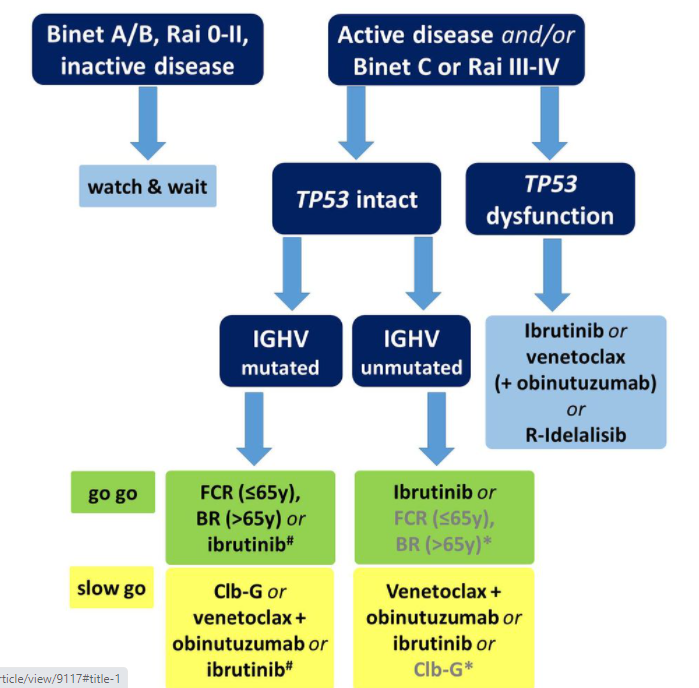 Binet A/B, Rai 0-II,
inactive disease
Active disease and/or
Binet C or Rai III-IV
watch & wait
TP53 intact
TP53
dysfunction
IGHV
mutated
IGHV
unmutated
Ibrutinib or
venetoclax
(+ obinutuzumab)
or
R-Idelalisib
go go
FCR (≤65y),
BR (>65y) or
ibrutinib#
Ibrutinib or
FCR (≤65y),
BR (>65y)*
slow go
Clb-G or
venetoclax +
obinutuzumab or
ibrutinib#
Venetoclax +
obinutuzumab or
ibrutinib or
Clb-G*
rticle/view/9117#title-1